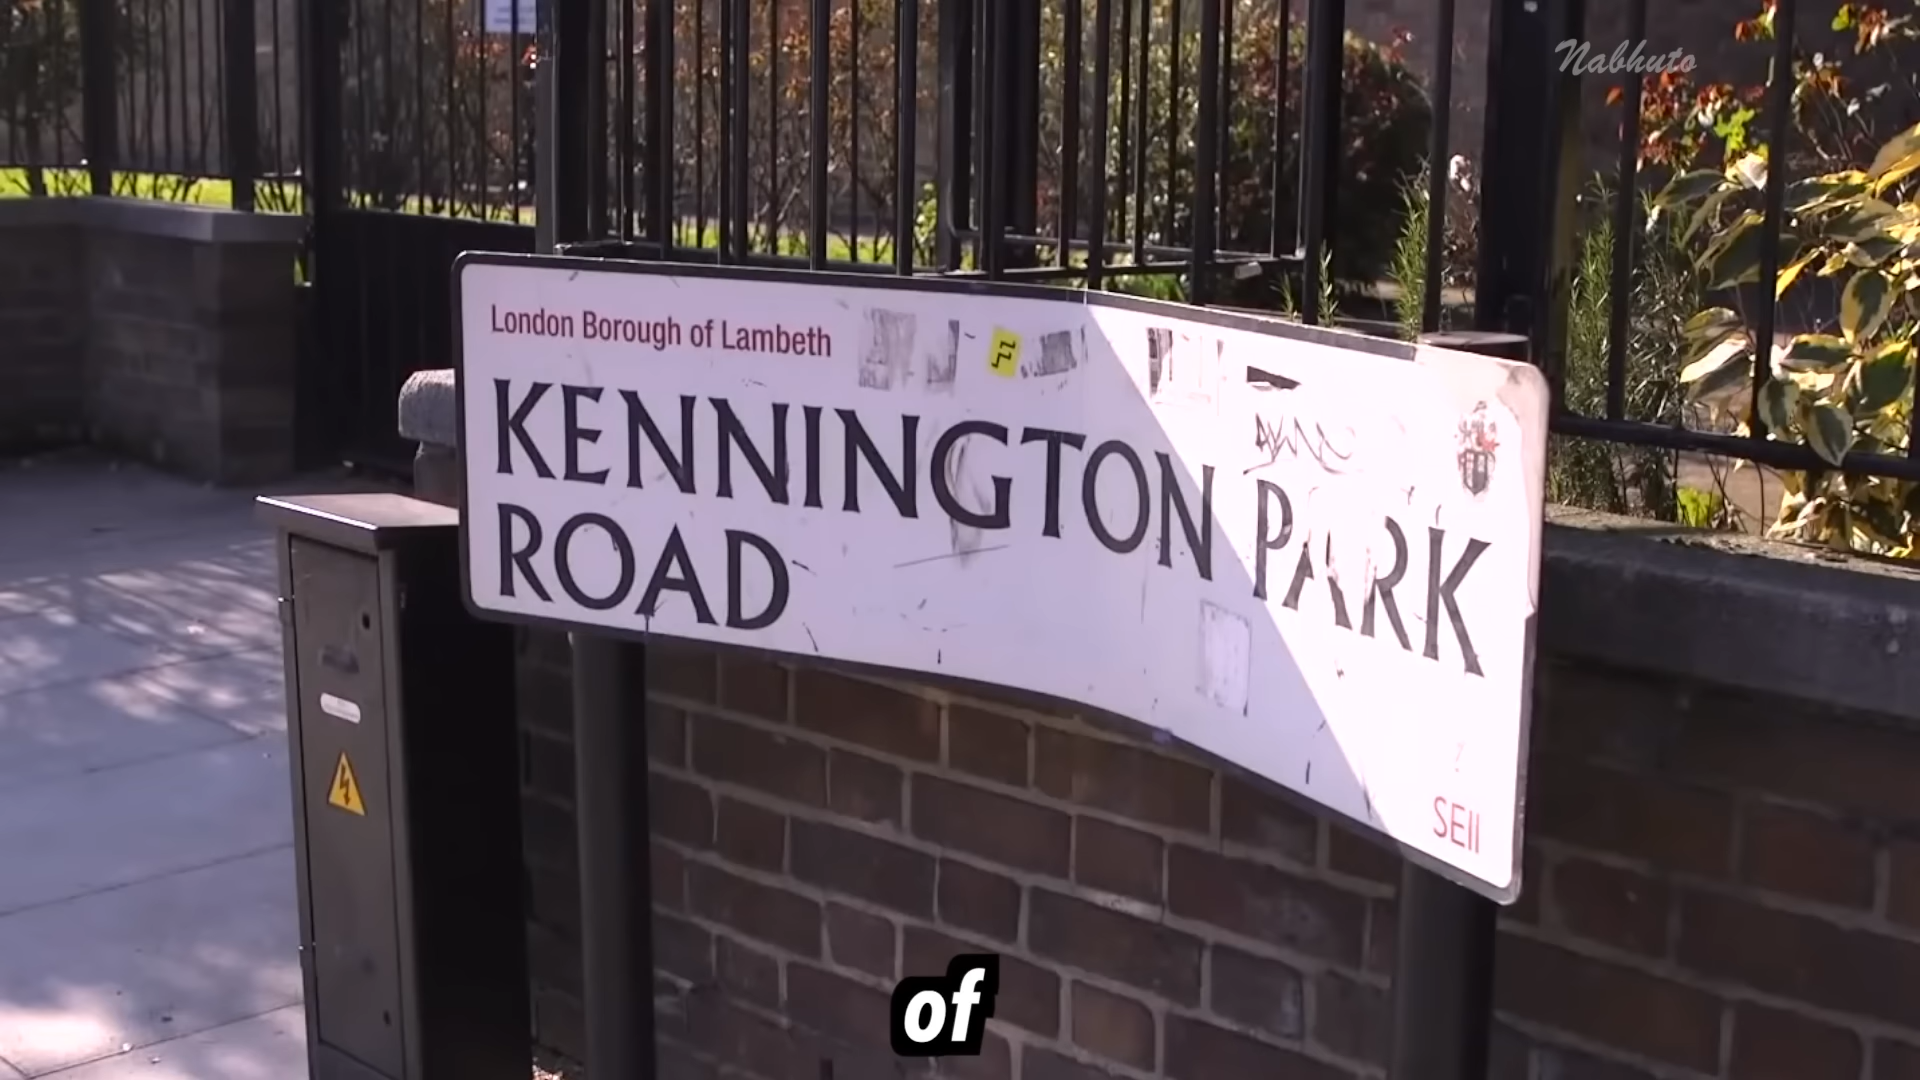 Nabhuto
London Borough of Lambeth
KENNINGTON PARK
ROAD
SE11
of